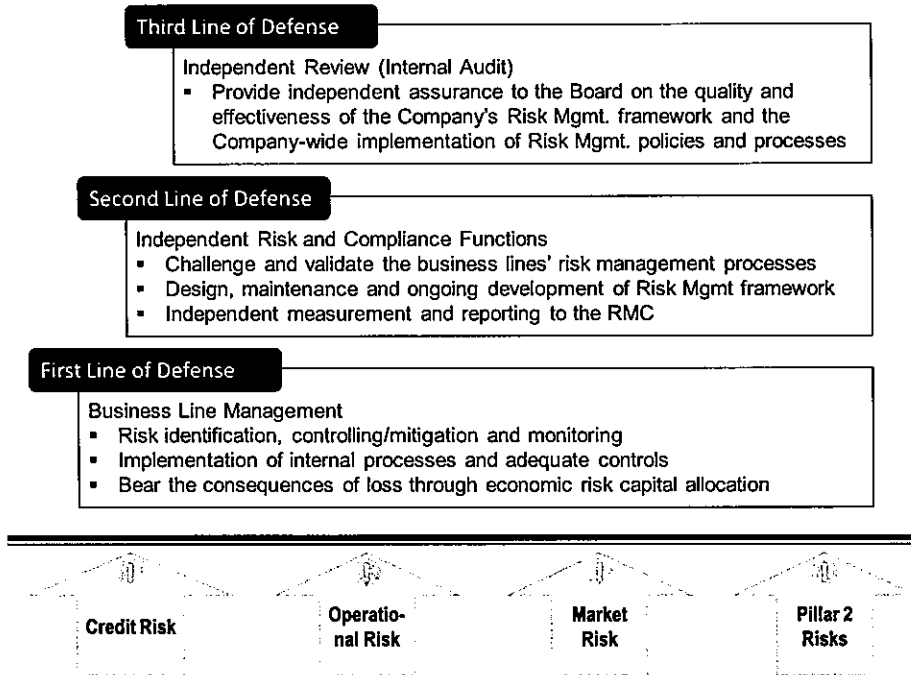 Third Line of Defense
Independent Review (Internal Audit)
▪ Provide independent assurance to the Board on the quality and
effectiveness of the Company's Risk Mgmt. framework and the
Company-wide implementation of Risk Mgmt. policies and processes
Second Line of Defense
Independent Risk and Compliance Functions
▪ Challenge and validate the business lines' risk management processes
▪ Design, maintenance and ongoing development of Risk Mgmt framework
▪ Independent measurement and reporting to the RMC
First Line of Defense
Business Line Management
▪ Risk identification, controlling/mitigation and monitoring
▪ Implementation of internal processes and adequate controls
▪ Bear the consequences of loss through economic risk capital allocation
Credit Risk
Operatio-
nal Risk
Market
Risk
Pillar 2
Risks